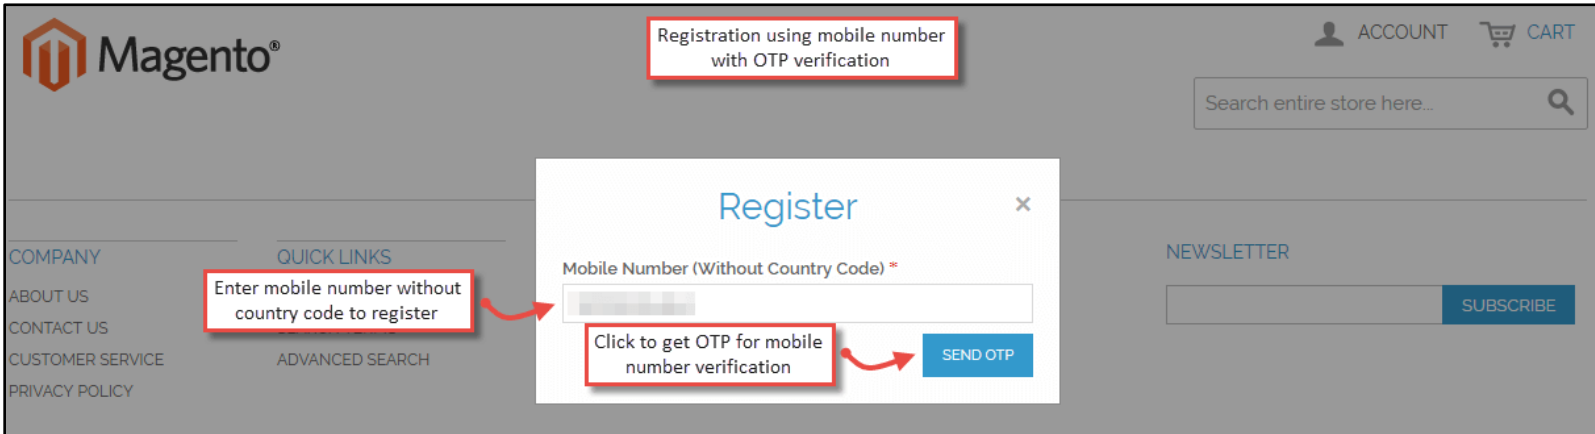 Magento®
Registration using mobile number
with OTP verification
ACCOUNT
CART
Search entire store here...
Register
×
COMPANY
ABOUT US
CONTACT US
CUSTOMER SERVICE
PRIVACY POLICY
QUICK LINKS
ADVANCED SEARCH
Enter mobile number without
country code to register
Mobile Number (Without Country Code) *
Click to get OTP for mobile
number verification
SEND OTP
NEWSLETTER
SUBSCRIBE